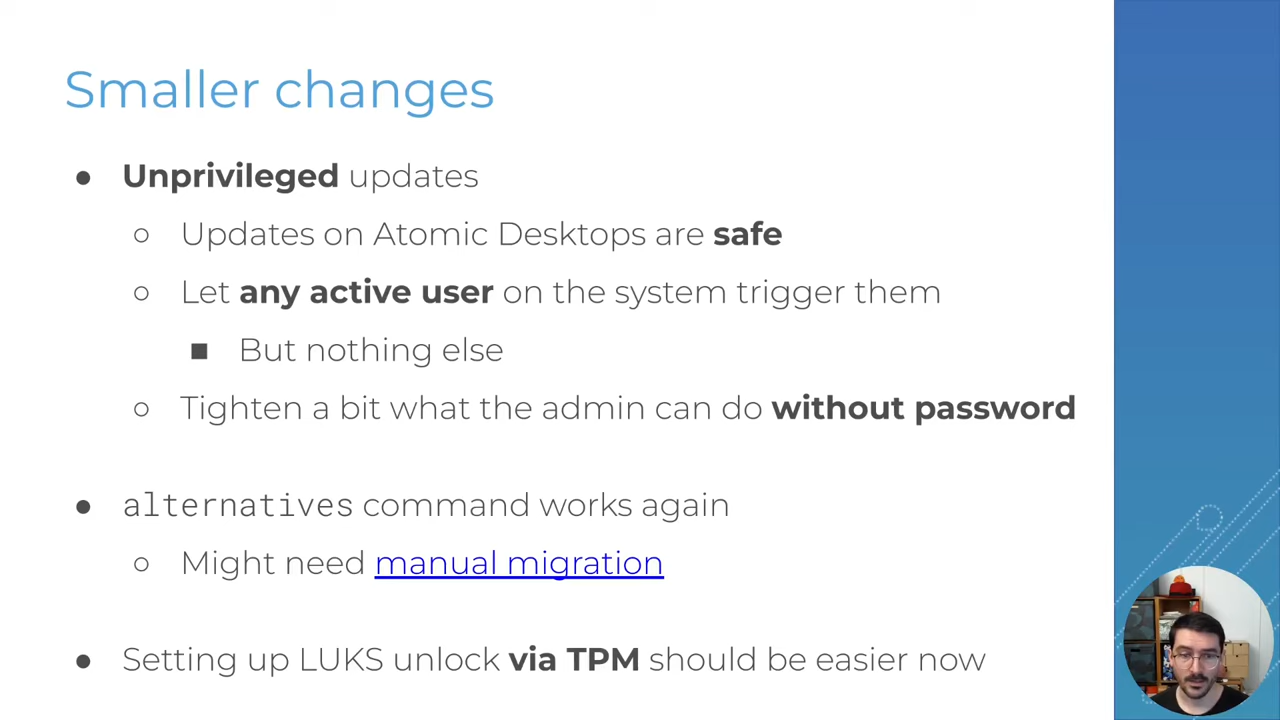 Smaller changes
● Unprivileged updates
○ Updates on Atomic Desktops are safe
○ Let any active user on the system trigger them
■ But nothing else
○ Tighten a bit what the admin can do without password
● alternatives command works again
○ Might need manual migration
● Setting up LUKS unlock via TPM should be easier now